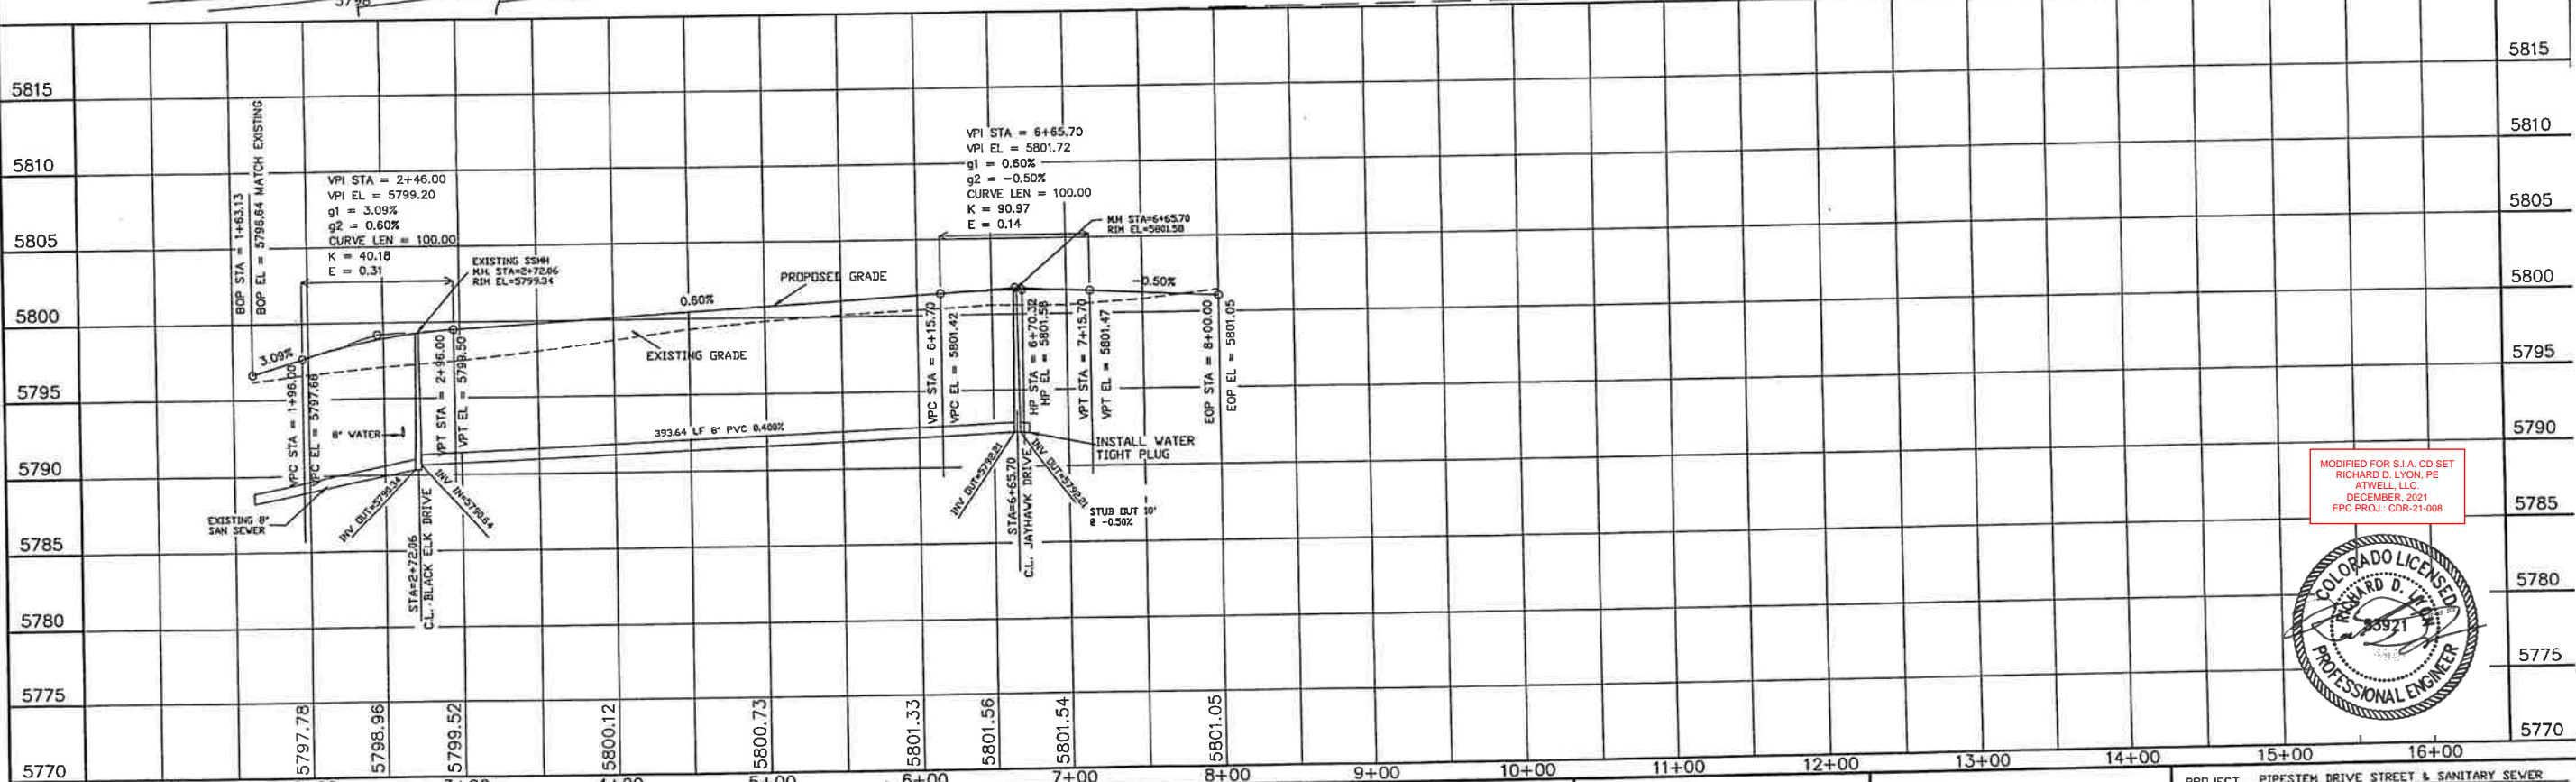 5815
5810
5805
5800
5795
5790
5785
5780
5775
5770
BOP STA = 1+63.13
BOP EL = 5796.64 MATCH EXISTING
VPI STA = 2+46.00
VPI EL = 5799.20
g1 = 3.09%
g2 = 0.60%
CURVE LEN = 100.00
K = 40.18
E = 0.31
EXISTING SSMH
M.H. STA=2+72.06
RIM EL=5799.34
3.09%
VPC STA = 1+96.00
VPC EL = 5797.66
8" WATER
VPT STA = 2+96.00
VPT EL = 5799.50
0.60%
PROPOSED GRADE
EXISTING GRADE
393.64 LF 8" PVC 0.400%
EXISTING 8"
SAN SEWER
INV OUT=5790.34
INV IN=5790.64
STA=2+72.06
C.L. BLACK ELK DRIVE
VPI STA = 6+65.70
VPI EL = 5801.72
g1 = 0.60%
g2 = -0.50%
CURVE LEN = 100.00
K = 90.97
E = 0.14
MH STA=6+65.70
RIM EL=5801.58
-0.50%
VPC STA = 6+15.70
VPC EL = 5801.42
HP STA = 6+70.32
HP EL = 5801.58
VPT STA = 7+15.70
VPT EL = 5801.47
EOP STA = 8+00.00
EOP EL = 5801.05
INSTALL WATER
TIGHT PLUG
INV OUT=5792.21
INV OUT=5792.21
STA=6+65.70
C.L. JAYHAWK DRIVE
STUB OUT 10'
@ -0.50%
5797.78
5798.96
5799.52
5800.12
5800.73
5801.33
5801.56
5801.54
5801.05
7+00
8+00
9+00
10+00
11+00
12+00
13+00
14+00
15+00
16+00
5815
5810
5805
5800
5795
5790
5785
5780
5775
5770
MODIFIED FOR S.I.A. CD SET
RICHARD D. LYON, PE
ATWELL, LLC.
DECEMBER, 2021
EPC PROJ.: CDR-21-008
COLORADO LICENSED
RICHARD D. LYON
53921
PROFESSIONAL ENGINEER
PIPESTEM DRIVE STREET & SANITARY SEWER